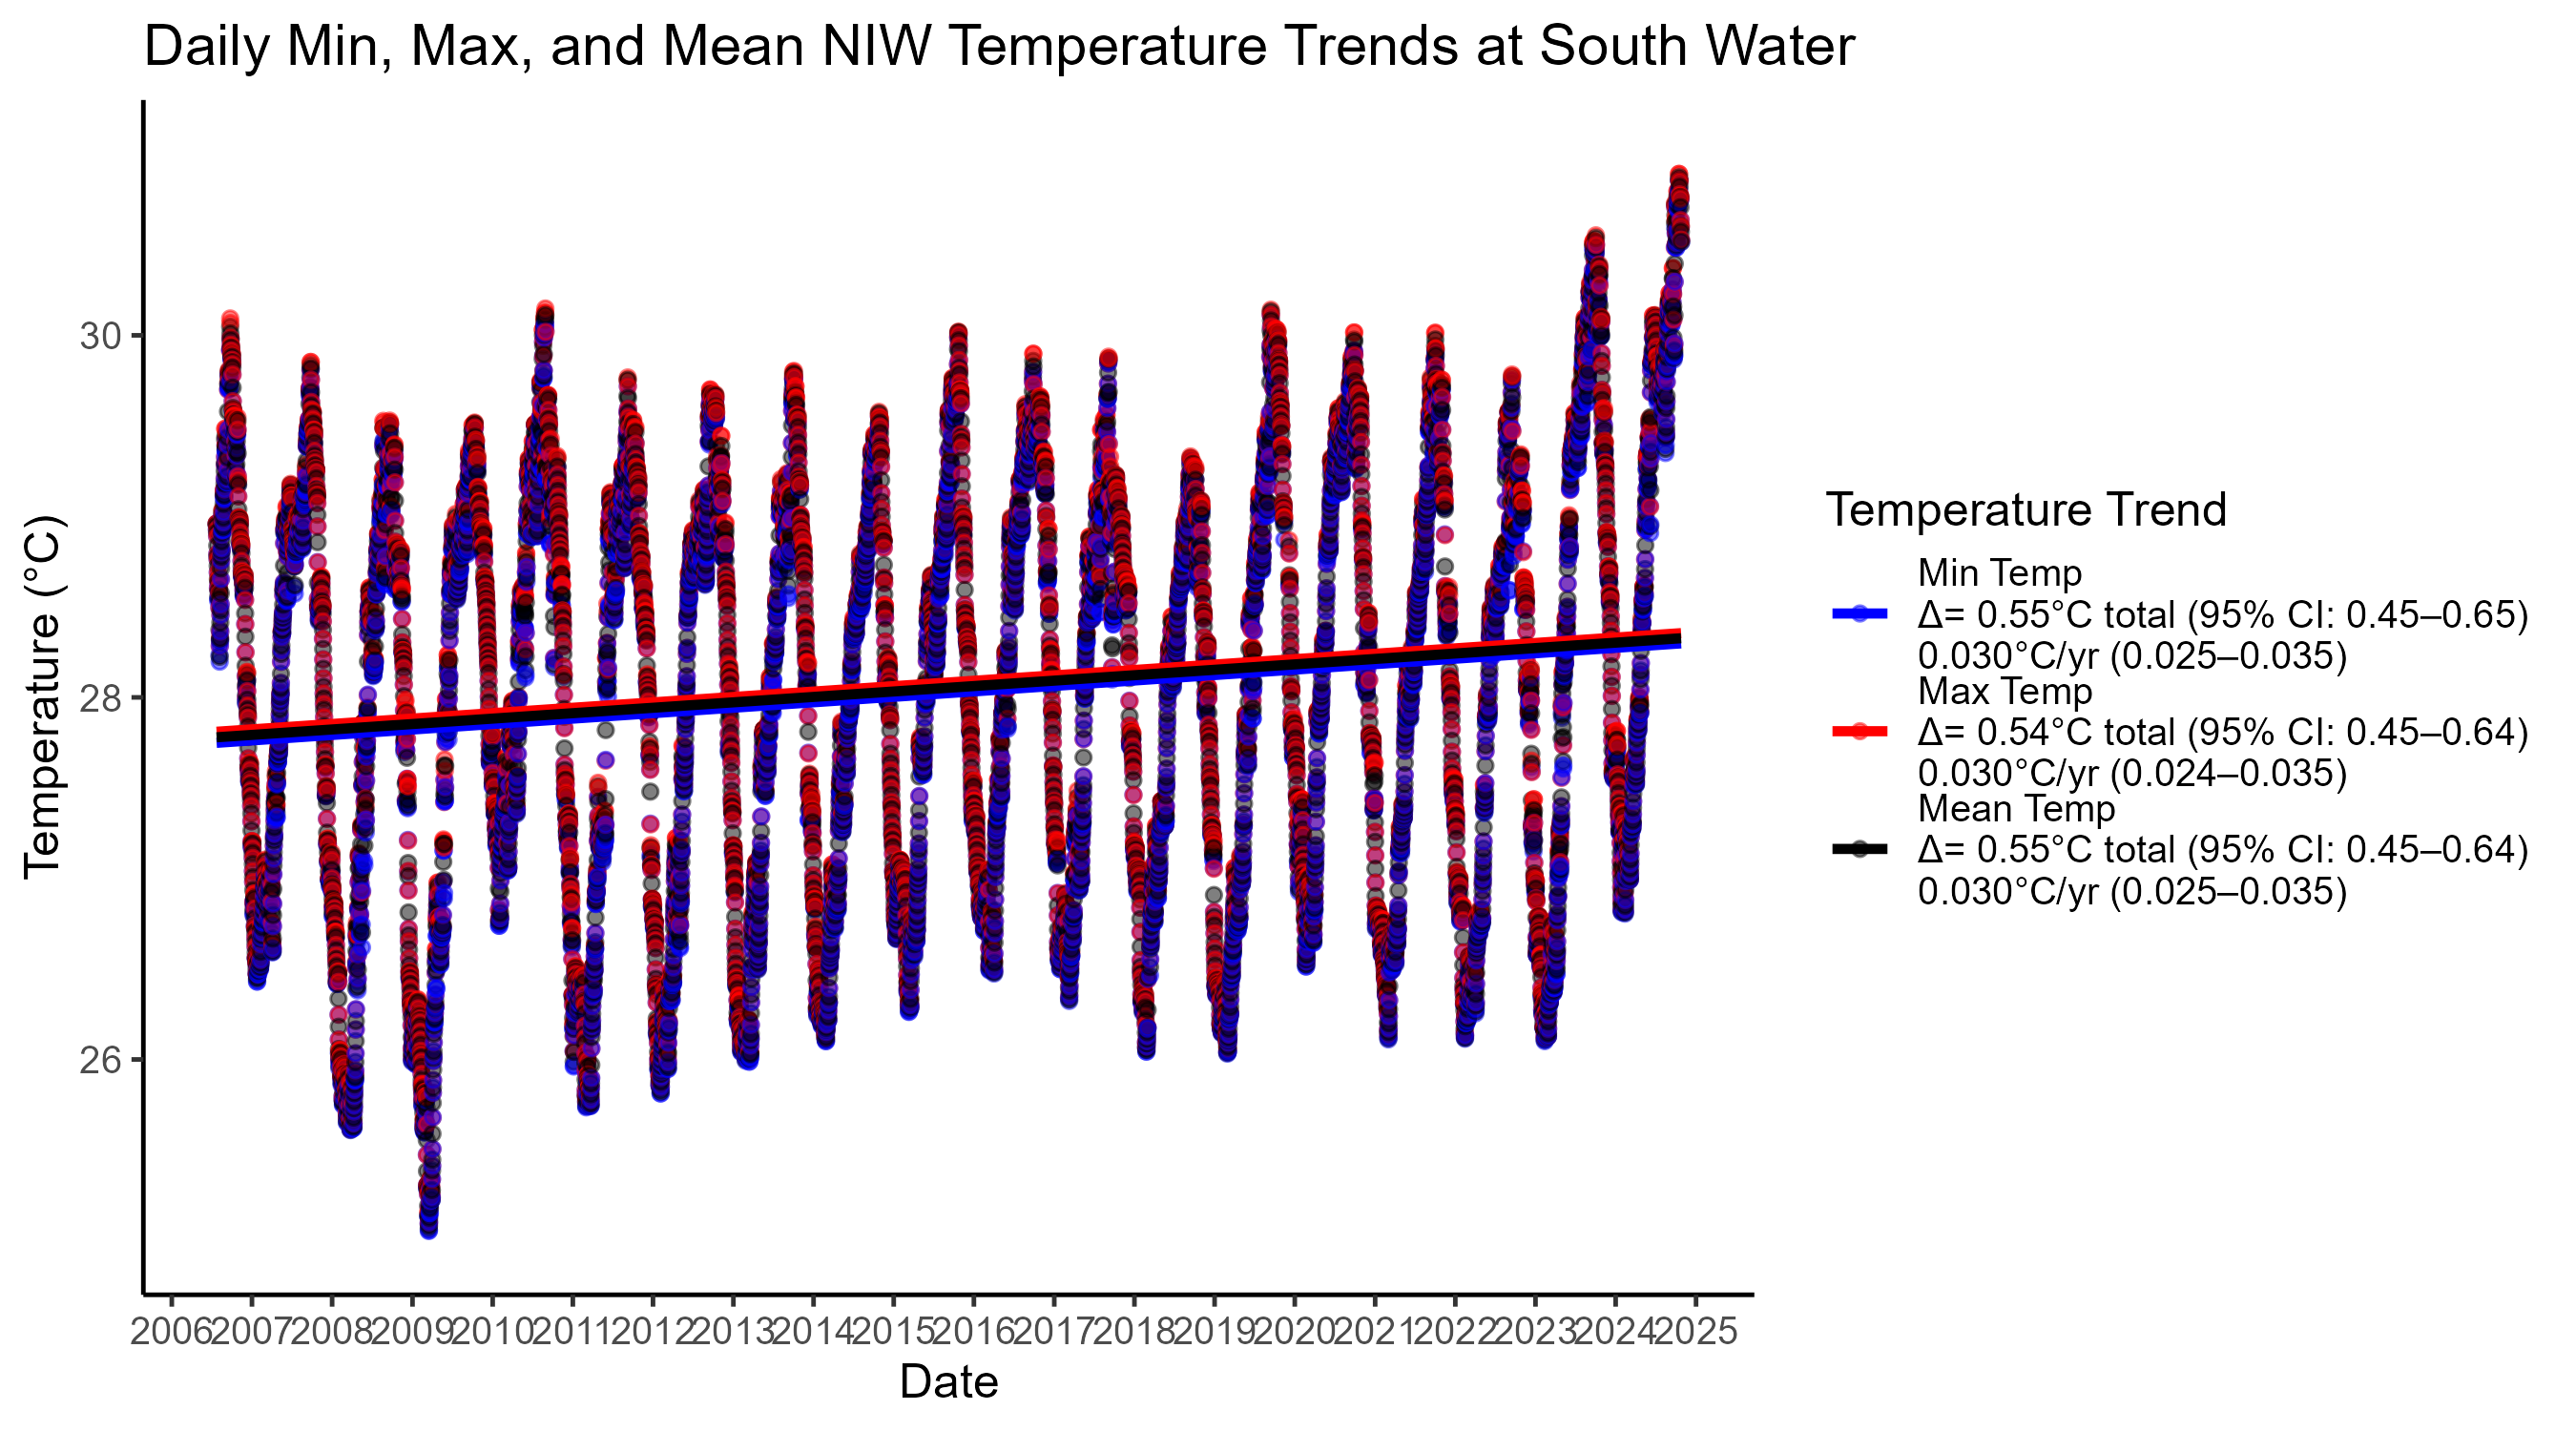 Daily Min, Max, and Mean NIW Temperature Trends at South Water
Temperature (°C)
30
28
26
2006 2007 2008 2009 2010 2011 2012 2013 2014 2015 2016 2017 2018 2019 2020 2021 2022 2023 2024 2025
Date
Temperature Trend
Min Temp
Δ= 0.55°C total (95% CI: 0.45–0.65)
0.030°C/yr (0.025–0.035)
Max Temp
Δ= 0.54°C total (95% CI: 0.45–0.64)
0.030°C/yr (0.024–0.035)
Mean Temp
Δ= 0.55°C total (95% CI: 0.45–0.64)
0.030°C/yr (0.025–0.035)